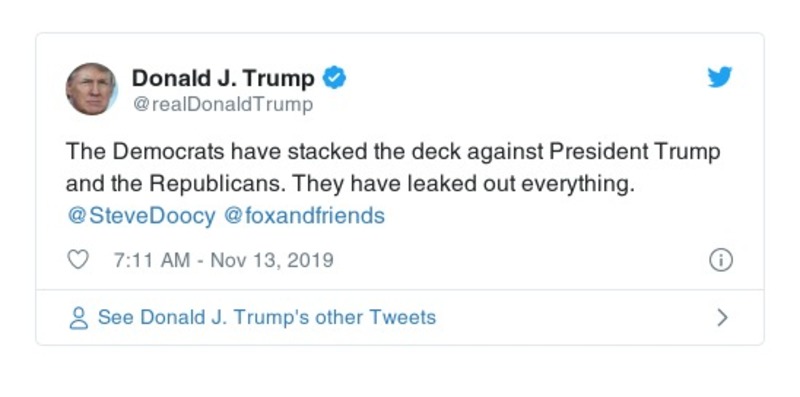 Donald J. Trump
@realDonaldTrump
The Democrats have stacked the deck against President Trump
and the Republicans. They have leaked out everything.
@SteveDoocy @foxandfriends
7:11 AM - Nov 13, 2019
See Donald J. Trump's other Tweets